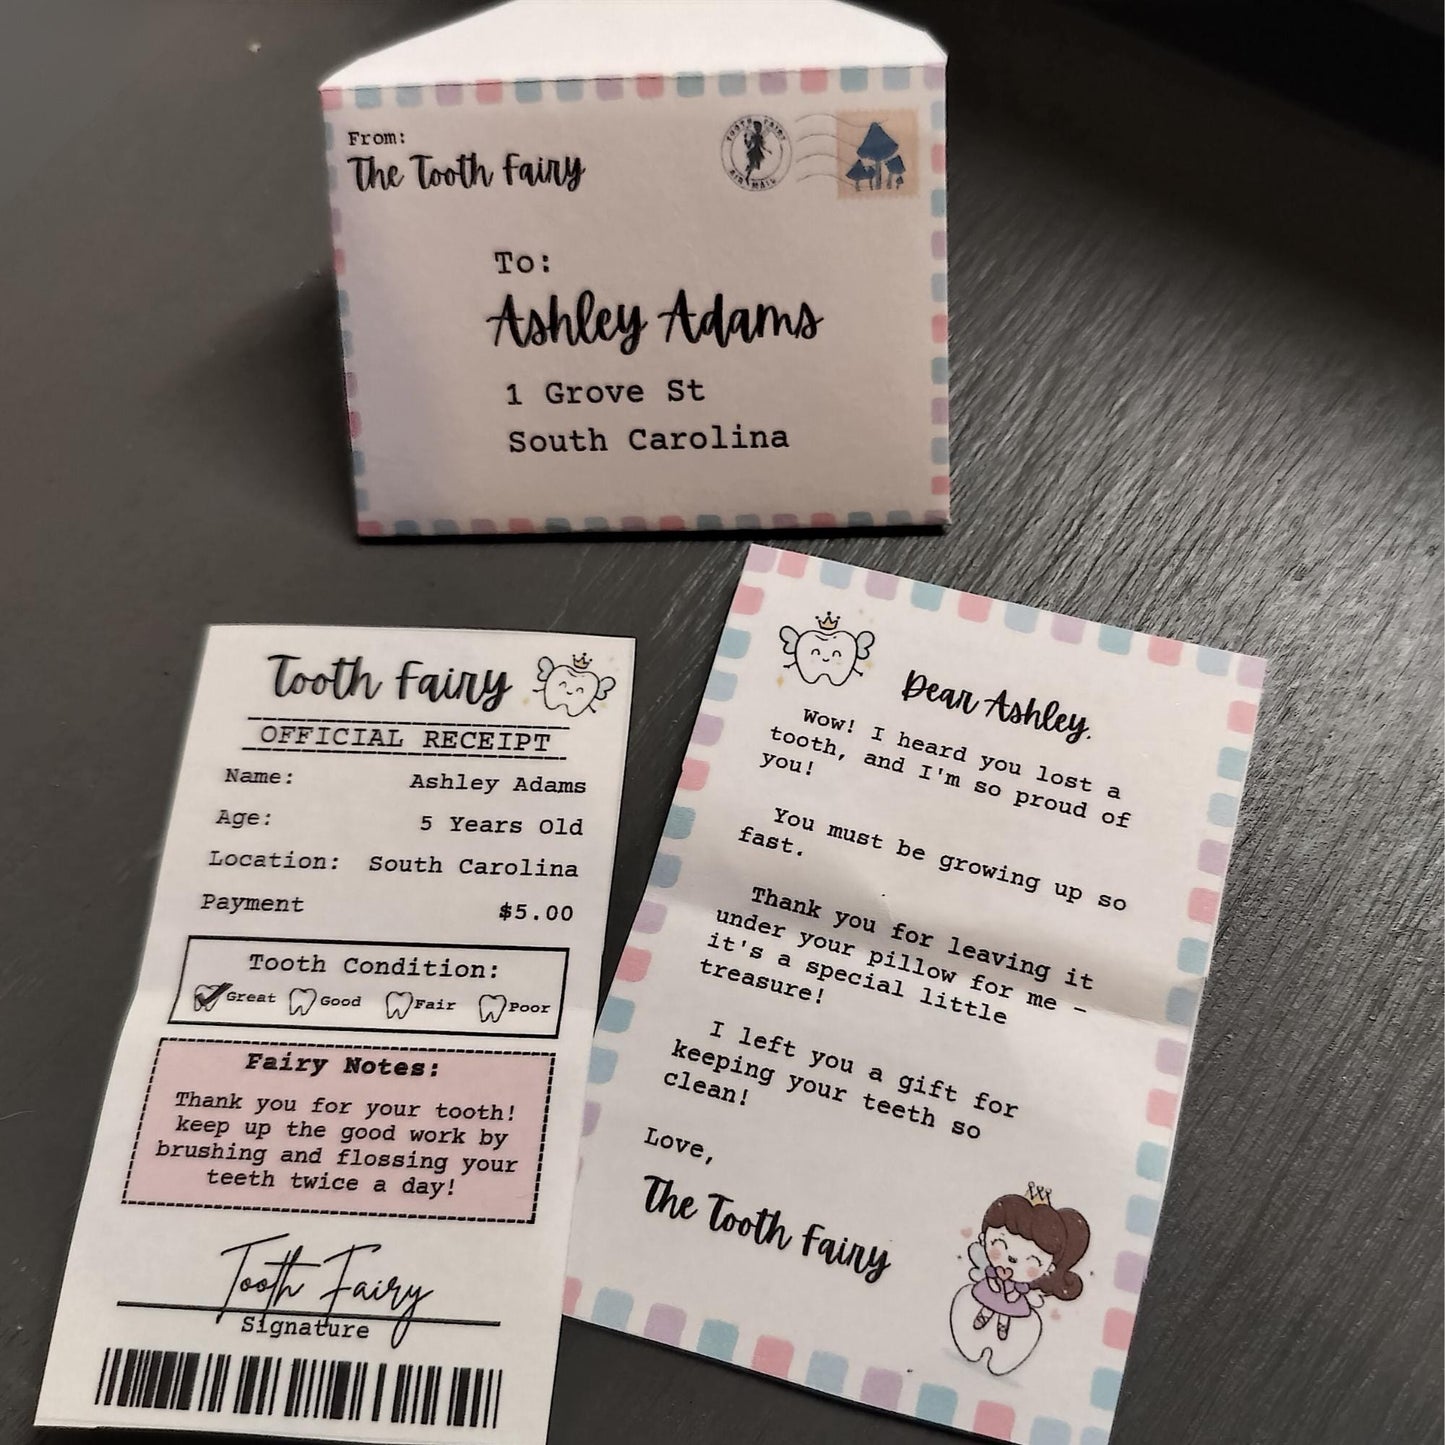 From:
The Tooth Fairy
TOOTH FAIRY
AIR MAIL
To:
Ashley Adams
1 Grove St
South Carolina
Tooth Fairy
OFFICIAL RECEIPT
Name: Ashley Adams
Age: 5 Years Old
Location: South Carolina
Payment $5.00
Tooth Condition:
Great Good Fair Poor
Fairy Notes:
Thank you for your tooth!
keep up the good work by
brushing and flossing your
teeth twice a day!
Tooth Fairy
Signature
Dear Ashley,
Wow! I heard you lost a
tooth, and I'm so proud of
you!
You must be growing up so
fast.
Thank you for leaving it
under your pillow for me -
it's a special little
treasure!
I left you a gift for
keeping your teeth so
clean!
Love,
The Tooth Fairy